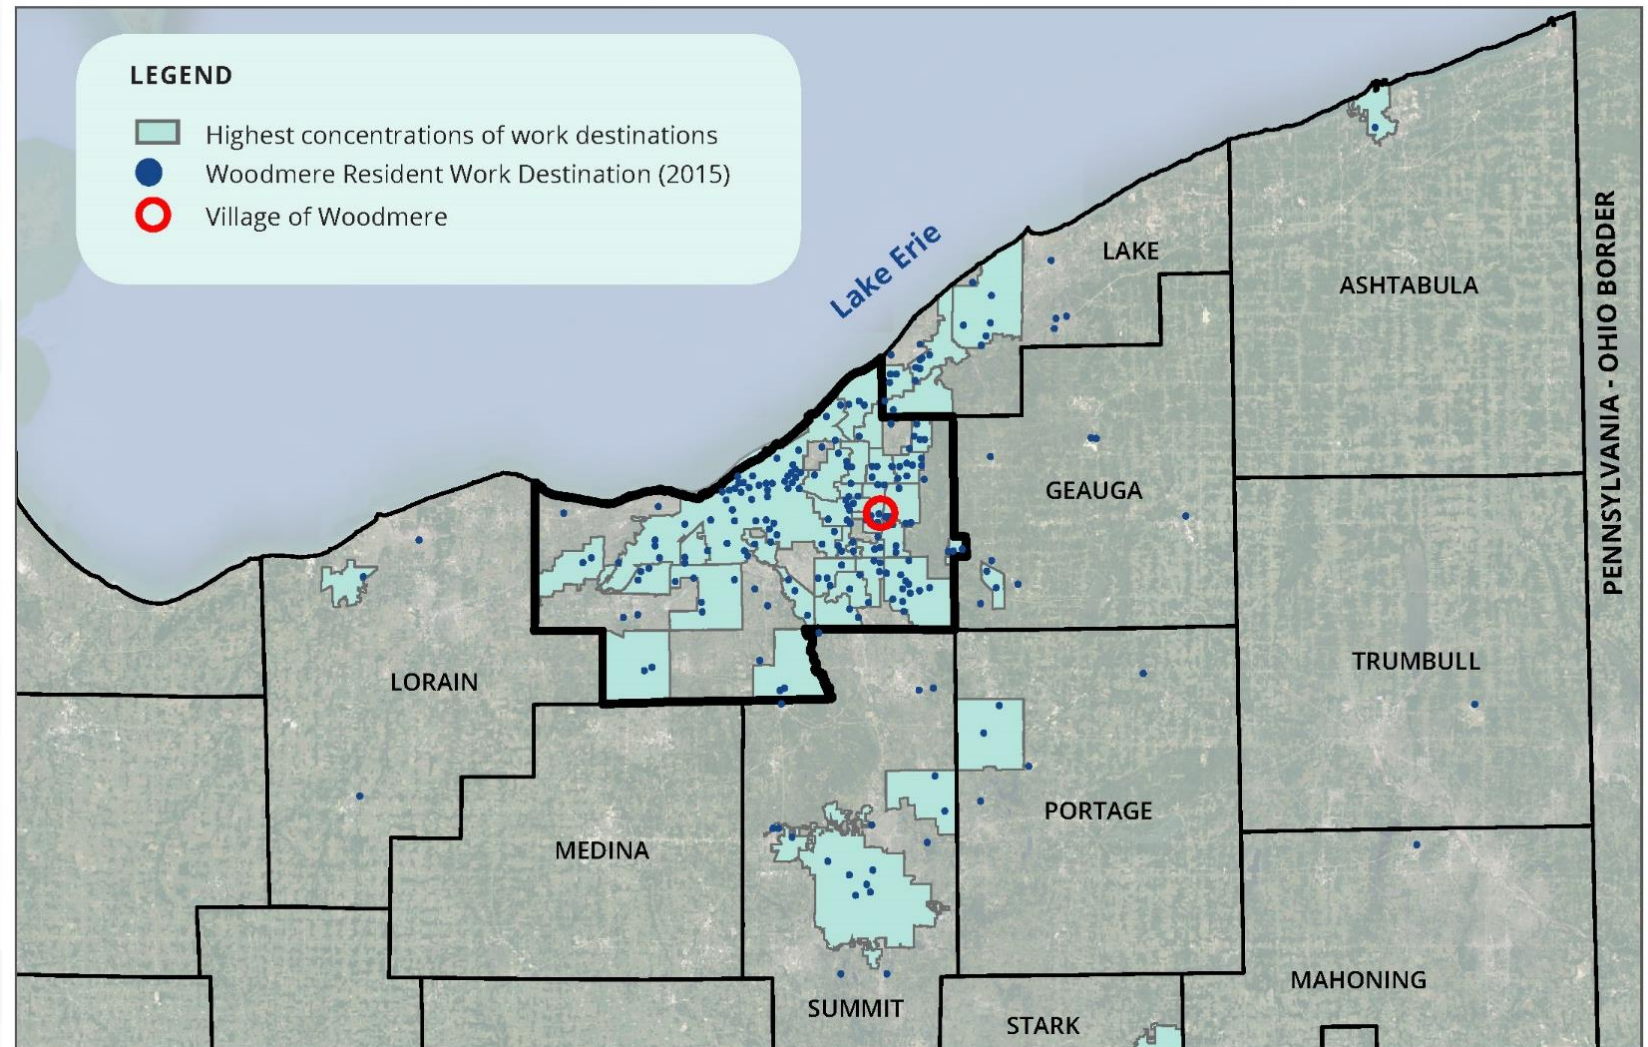 LEGEND
Highest concentrations of work destinations
Woodmere Resident Work Destination (2015)
Village of Woodmere
Lake Erie
LAKE
ASHTABULA
PENNSYLVANIA - OHIO BORDER
GEAUGA
TRUMBULL
LORAIN
PORTAGE
MEDINA
MAHONING
SUMMIT
STARK